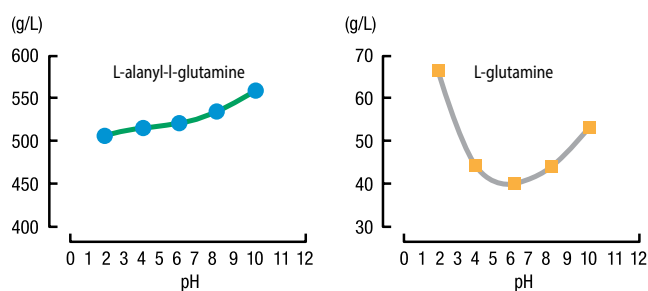 (g/L)
600
550
500
450
400
L-alanyl-l-glutamine
0 1 2 3 4 5 6 7 8 9 10 11 12
pH
(g/L)
70
60
50
40
30
L-glutamine
0 1 2 4 5 6 7 8 9 10 11 12
pH